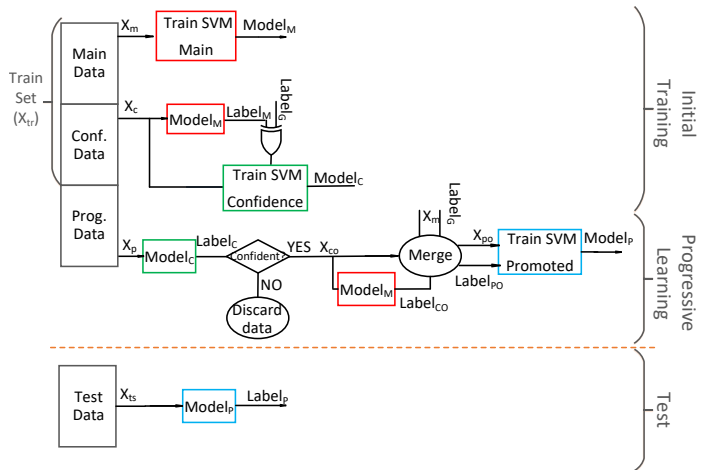 Train
Set
(X_tr)
Main
Data
X_m
Train SVM
Main
Model_M
Conf.
Data
X_c
Model_M
Label_M
Label_G
Train SVM
Confidence
Model_C
Initial
Training
Prog.
Data
X_p
Model_C
Label_C
Confident?
YES
X_co
NO
Discard
data
Model_M
Label_CO
X_m
Label_G
Merge
X_po
Label_PO
Train SVM
Promoted
Model_P
Progressive
Learning
Test
Data
X_ts
Model_P
Label_P
Test